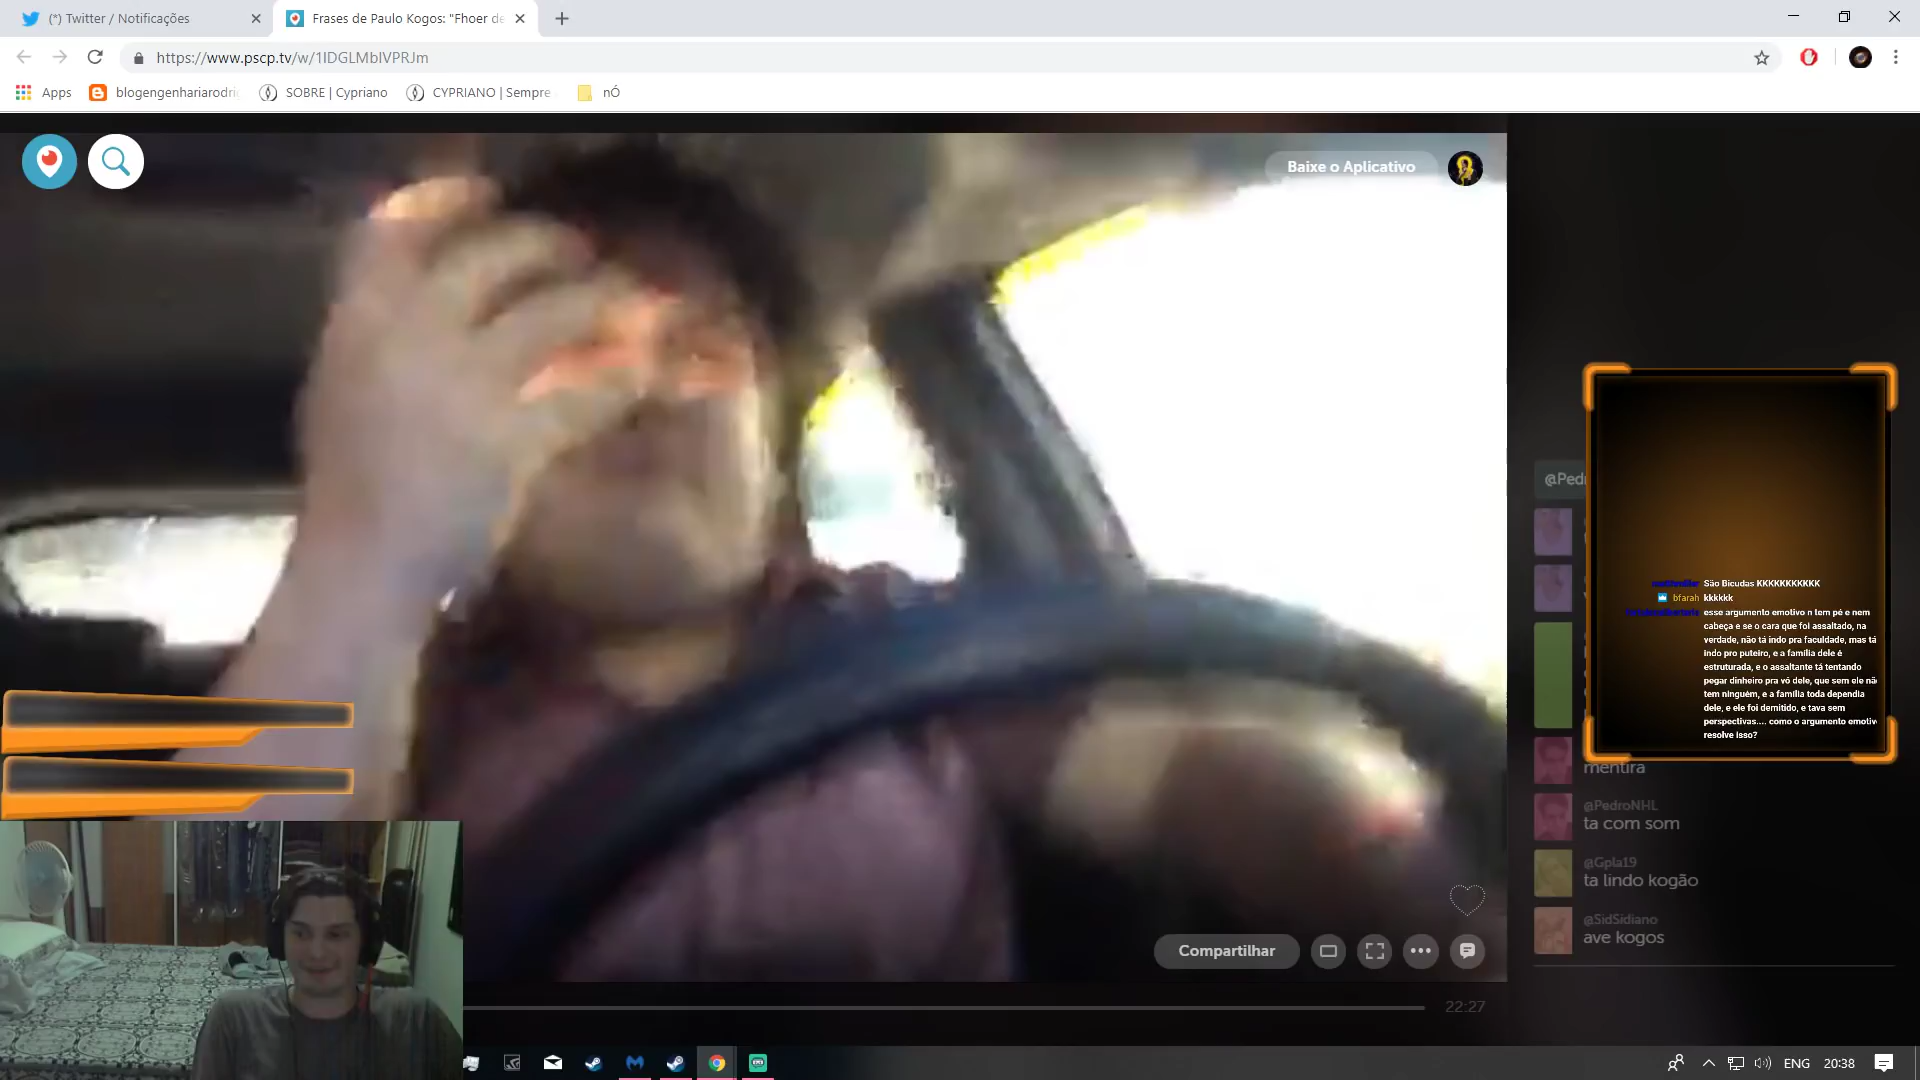 (*) Twitter / Notificações
Frases de Paulo Kogos: "Fhoer de
https://www.pscp.tv/w/1IDGLMbIVPRJm
Apps
blogengenhariarodri
SOBRE | Cypriano
CYPRIANO | Sempre
nÓ
Baixe o Aplicativo
@Ped
São Bicudas KKKKKKKKKKK
bfarah kkkkkk
esse argumento emotivo n tem pé e nem
cabeça e se o cara que foi assaltado, na
verdade, não tá indo pra faculdade, mas tá
indo pro puteiro, e a família dele é
estruturada, e o assaltante tá tentando
pegar dinheiro pra vó dele, que sem ele nã
tem ninguém, e a família toda dependia
dele, e ele foi demitido, e tava sem
perspectivas.... como o argumento emotiv
resolve isso?
mentira
@PedroNHL
ta com som
@Gpla19
ta lindo kogão
@SidSidiano
ave kogos
Compartilhar
22:27
ENG
20:38